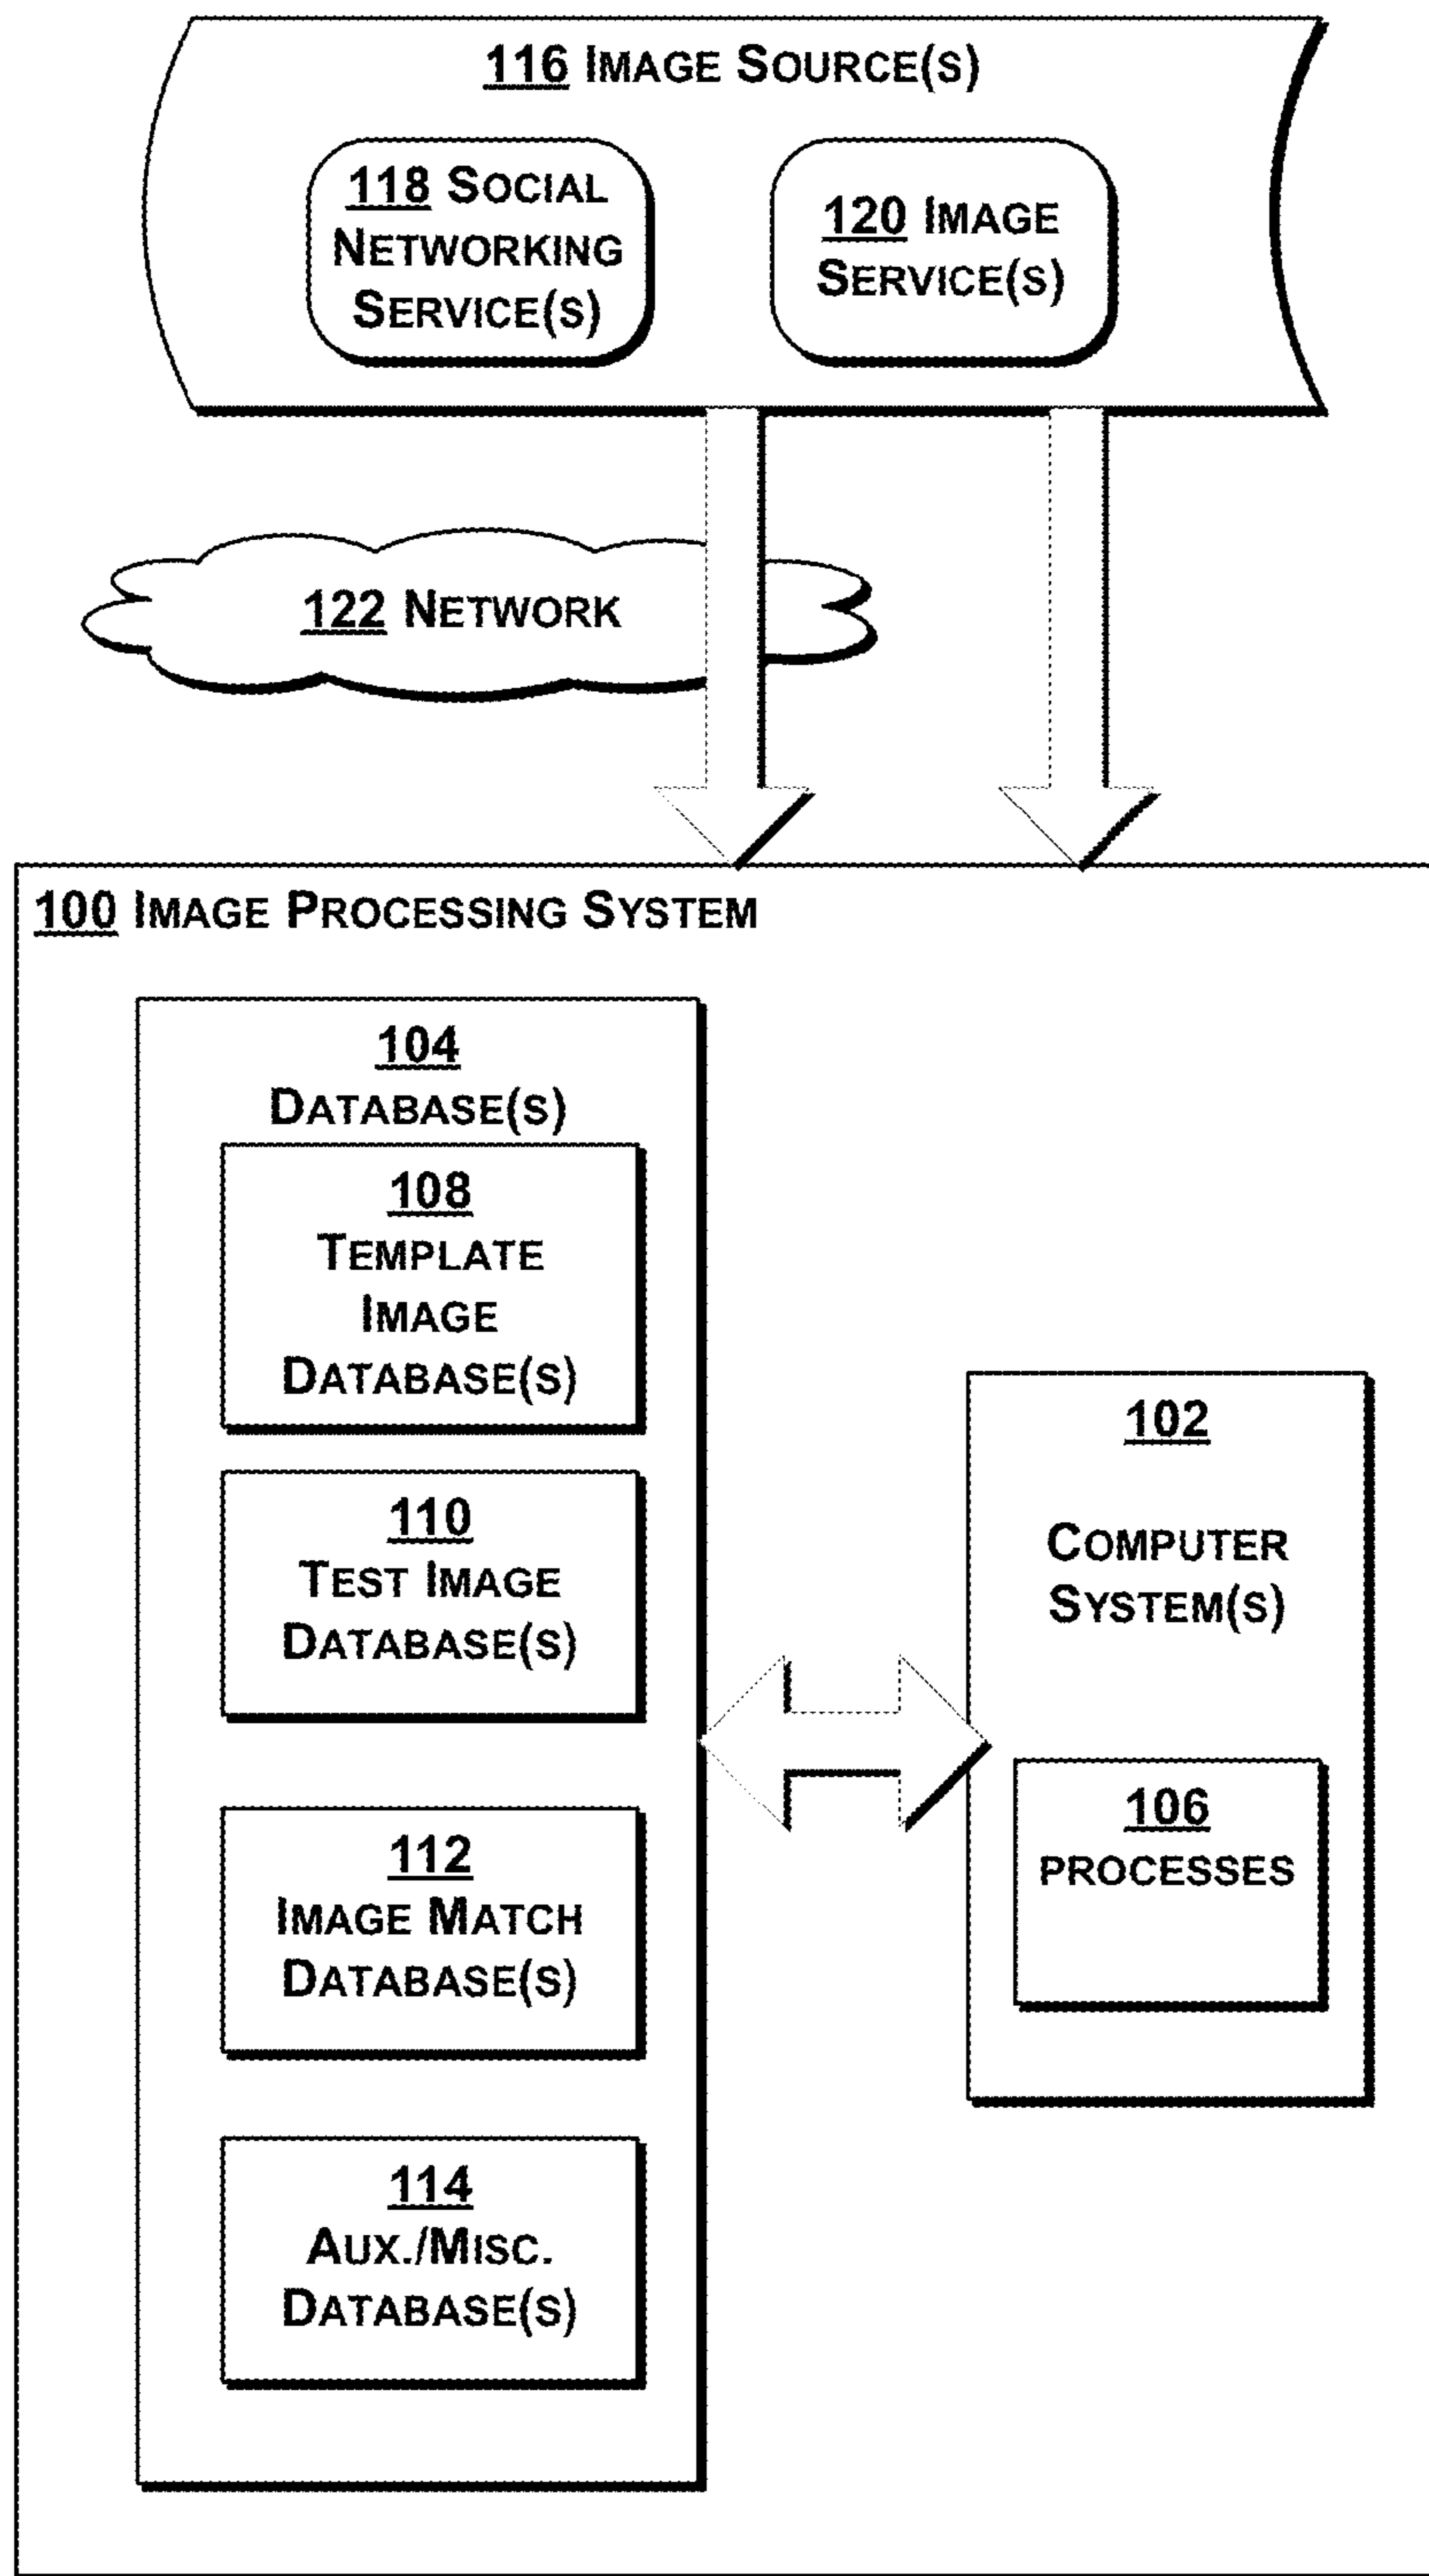 116 IMAGE SOURCE(S)
118 SOCIAL
NETWORKING
SERVICE(S)
120 IMAGE
SERVICE(S)
122 NETWORK
100 IMAGE PROCESSING SYSTEM
104
DATABASE(S)
108
TEMPLATE
IMAGE
DATABASE(S)
110
TEST IMAGE
DATABASE(S)
112
IMAGE MATCH
DATABASE(S)
114
AUX./MISC.
DATABASE(S)
102
COMPUTER
SYSTEM(S)
106
PROCESSES